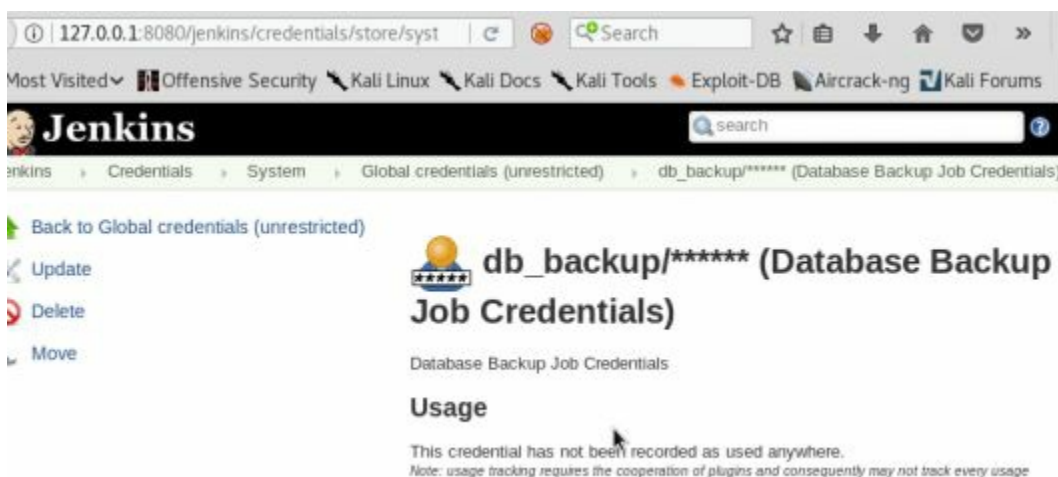 127.0.0.1:8080/jenkins/credentials/store/syst
Search
Most Visited
Offensive Security
Kali Linux
Kali Docs
Kali Tools
Exploit-DB
Aircrack-ng
Kali Forums
Jenkins
search
enkins
Credentials
System
Global credentials (unrestricted)
db_backup/****** (Database Backup Job Credentials)
Back to Global credentials (unrestricted)
Update
Delete
Move
db_backup/****** (Database Backup
Job Credentials)
Database Backup Job Credentials
Usage
This credential has not been recorded as used anywhere.
Note: usage tracking requires the cooperation of plugins and consequently may not track every usage